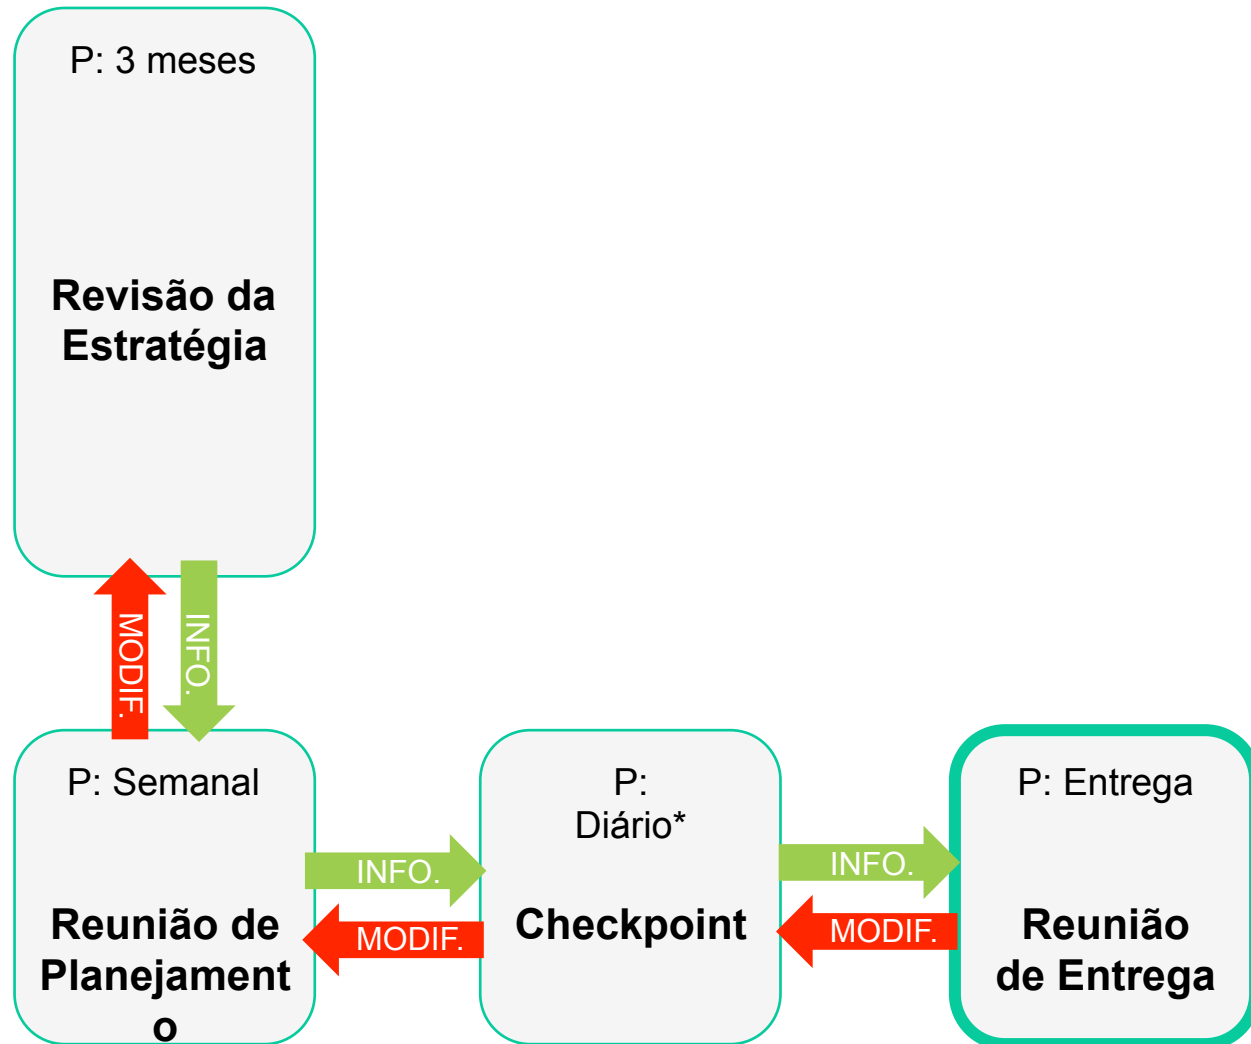 P: 3 meses
Revisão da
Estratégia
MODIF.
INFO.
P: Semanal
Reunião de
Planejament
o
INFO.
MODIF.
P:
Diário*
Checkpoint
INFO.
MODIF.
P: Entrega
Reunião
de Entrega